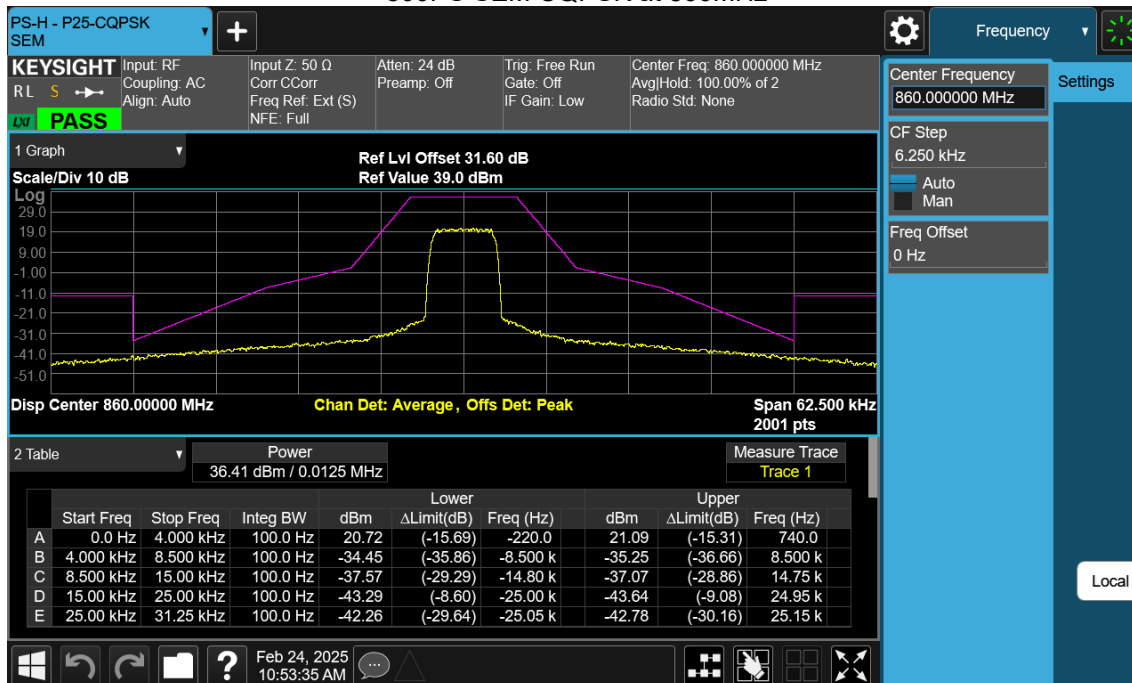 PS-H - P25-CQPSK
SEM
Frequency
KEYSIGHT Input: RF Input Z: 50 Ω Atten: 24 dB Trig: Free Run Center Freq: 860.000000 MHz
RL S Coupling: AC Corr CCorr Preamp: Off Gate: Off Avg|Hold: 100.00% of 2
Align: Auto Freq Ref: Ext (S) IF Gain: Low Radio Std: None
LXI PASS NFE: Full
Center Frequency
860.000000 MHz
Settings
CF Step
6.250 kHz
Auto
Man
Freq Offset
0 Hz
1 Graph
Ref Lvl Offset 31.60 dB
Scale/Div 10 dB Ref Value 39.0 dBm
Log
29.0
19.0
9.00
-1.00
-11.0
-21.0
-31.0
-41.0
-51.0
Disp Center 860.00000 MHz Chan Det: Average, Offs Det: Peak Span 62.500 kHz
2001 pts
2 Table Power Measure Trace
36.41 dBm / 0.0125 MHz Trace 1
Lower Upper
Start Freq Stop Freq Integ BW dBm ΔLimit(dB) Freq (Hz) dBm ΔLimit(dB) Freq (Hz)
A 0.0 Hz 4.000 kHz 100.0 Hz 20.72 (-15.69) -220.0 21.09 (-15.31) 740.0
B 4.000 kHz 8.500 kHz 100.0 Hz -34.45 (-35.86) -8.500 k -35.25 (-36.66) 8.500 k
C 8.500 kHz 15.00 kHz 100.0 Hz -37.57 (-29.29) -14.80 k -37.07 (-28.86) 14.75 k
D 15.00 kHz 25.00 kHz 100.0 Hz -43.29 (-8.60) -25.00 k -43.64 (-9.08) 24.95 k
E 25.00 kHz 31.25 kHz 100.0 Hz -42.26 (-29.64) -25.05 k -42.78 (-30.16) 25.15 k
Local
Feb 24, 2025
10:53:35 AM